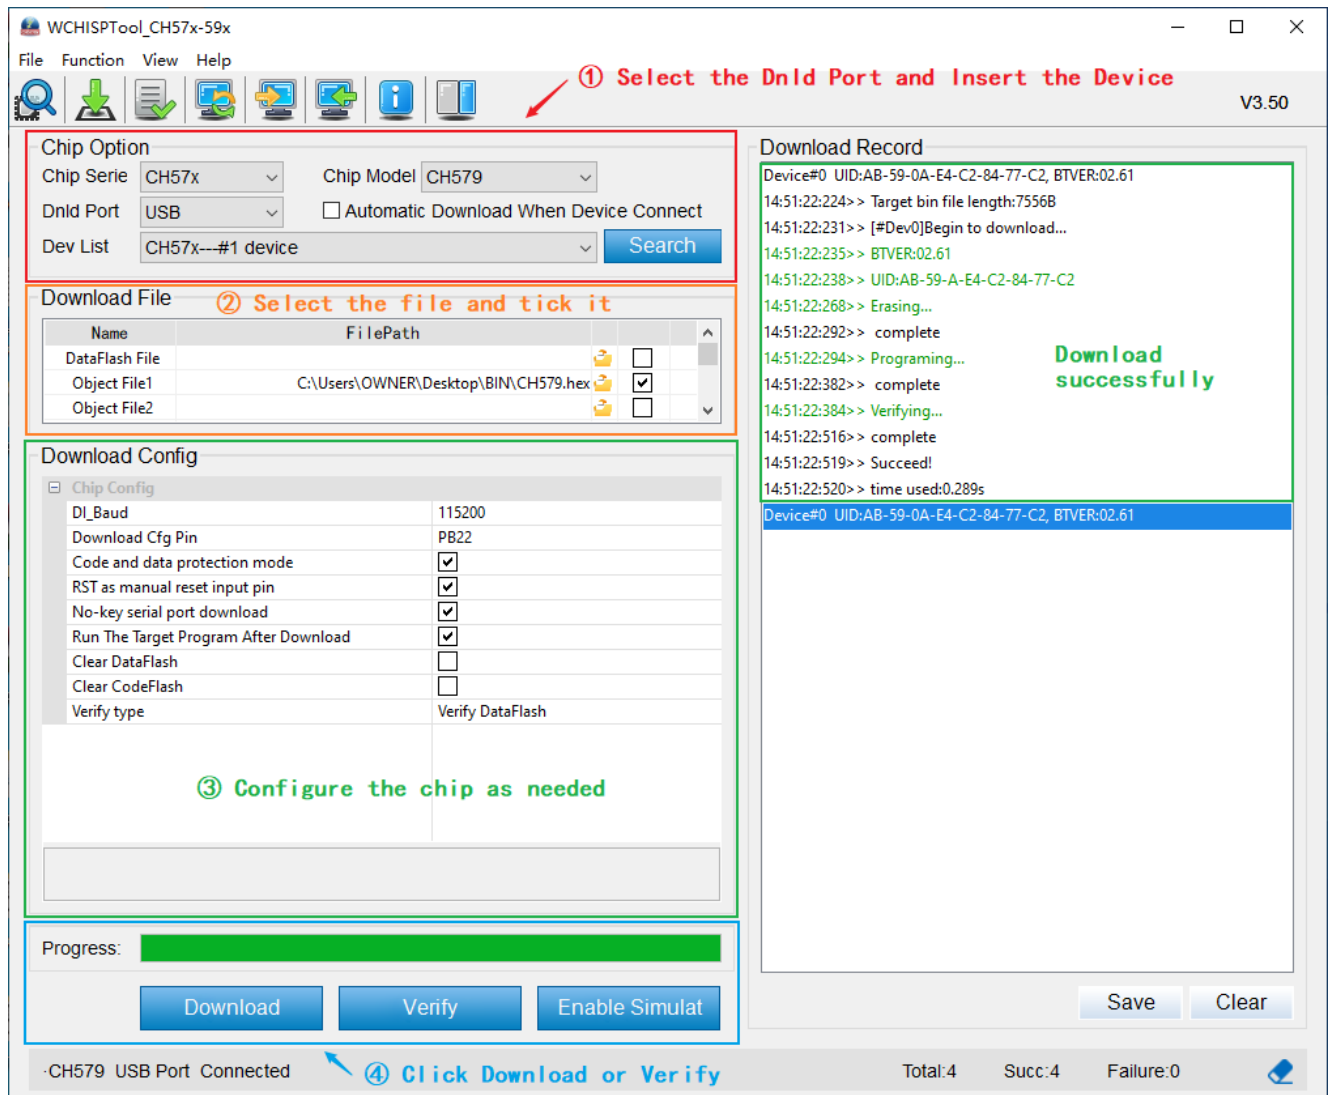 WCHISPTool_CH57x-59x
File Function View Help
① Select the Dnld Port and Insert the Device
V3.50
Chip Option
Chip Serie CH57x Chip Model CH579
Dnld Port USB Automatic Download When Device Connect
Dev List CH57x---#1 device Search
Download File ② Select the file and tick it
Name FilePath
DataFlash File
Object File1 C:\Users\OWNER\Desktop\BIN\CH579.hex
Object File2
Download Config
Chip Config
DI_Baud 115200
Download Cfg Pin PB22
Code and data protection mode
RST as manual reset input pin
No-key serial port download
Run The Target Program After Download
Clear DataFlash
Clear CodeFlash
Verify type Verify DataFlash
③ Configure the chip as needed
Progress:
Download Verify Enable Simulat
Download Record
Device#0 UID:AB-59-0A-E4-C2-84-77-C2, BTVER:02.61
14:51:22:224>> Target bin file length:7556B
14:51:22:231>> [#Dev0]Begin to download...
14:51:22:235>> BTVER:02.61
14:51:22:238>> UID:AB-59-A-E4-C2-84-77-C2
14:51:22:268>> Erasing...
14:51:22:292>> complete
14:51:22:294>> Programing...
14:51:22:382>> complete
14:51:22:384>> Verifying...
14:51:22:516>> complete
14:51:22:519>> Succeed!
14:51:22:520>> time used:0.289s
Download
successfully
Device#0 UID:AB-59-0A-E4-C2-84-77-C2, BTVER:02.61
Save Clear
·CH579 USB Port Connected ④ Click Download or Verify Total:4 Succ:4 Failure:0